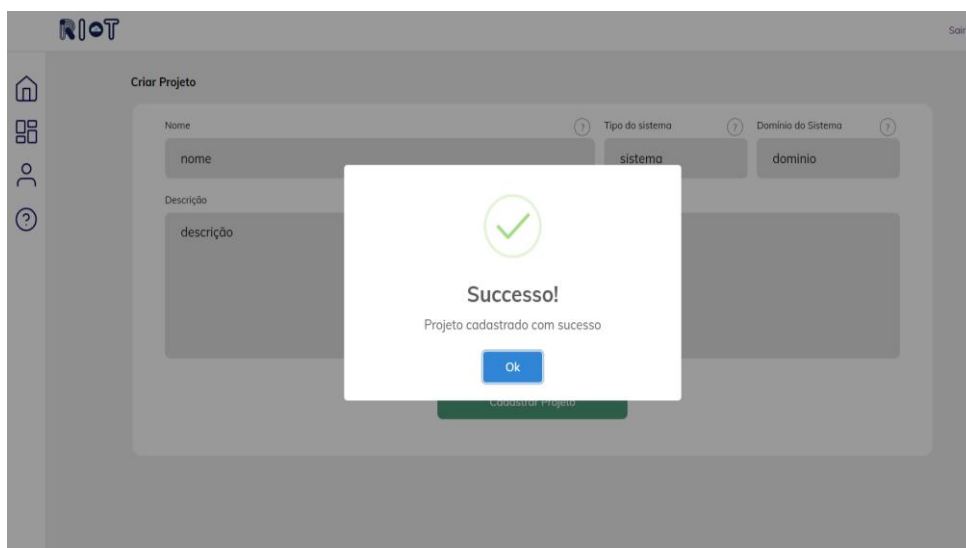 RIOT
Sair
Criar Projeto
Nome
Tipo do sistema
Domínio do Sistema
nome
sistema
domínio
Descrição
descrição
Successo!
Projeto cadastrado com sucesso
Ok
Cadastrar Projeto